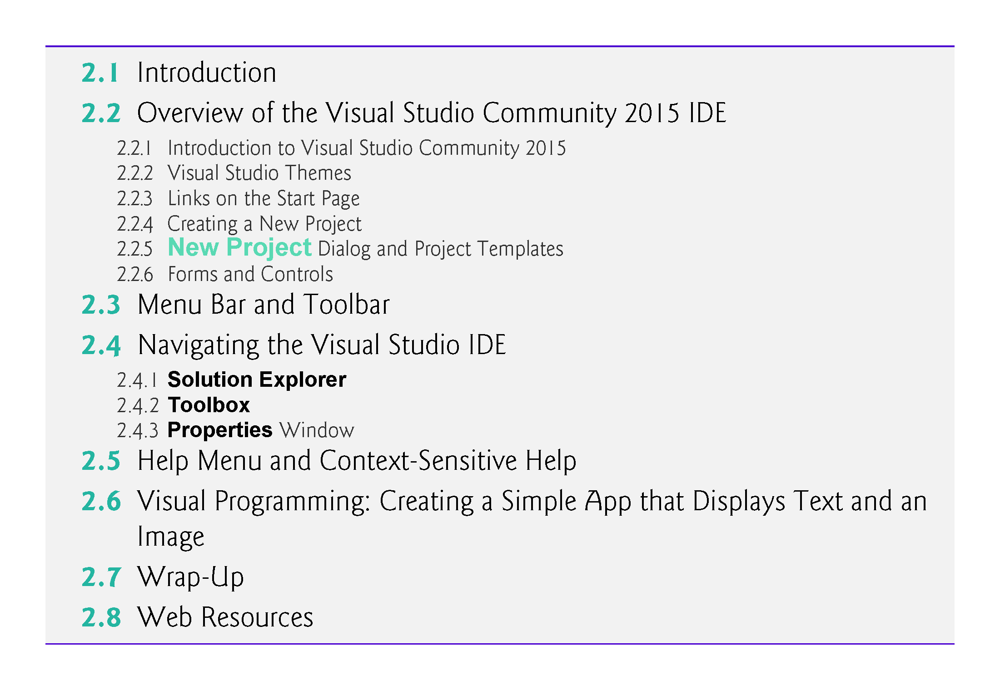 2.1 Introduction
2.2 Overview of the Visual Studio Community 2015 IDE
2.2.1 Introduction to Visual Studio Community 2015
2.2.2 Visual Studio Themes
2.2.3 Links on the Start Page
2.2.4 Creating a New Project
2.2.5 New Project Dialog and Project Templates
2.2.6 Forms and Controls
2.3 Menu Bar and Toolbar
2.4 Navigating the Visual Studio IDE
2.4.1 Solution Explorer
2.4.2 Toolbox
2.4.3 Properties Window
2.5 Help Menu and Context-Sensitive Help
2.6 Visual Programming: Creating a Simple App that Displays Text and an
Image
2.7 Wrap-Up
2.8 Web Resources